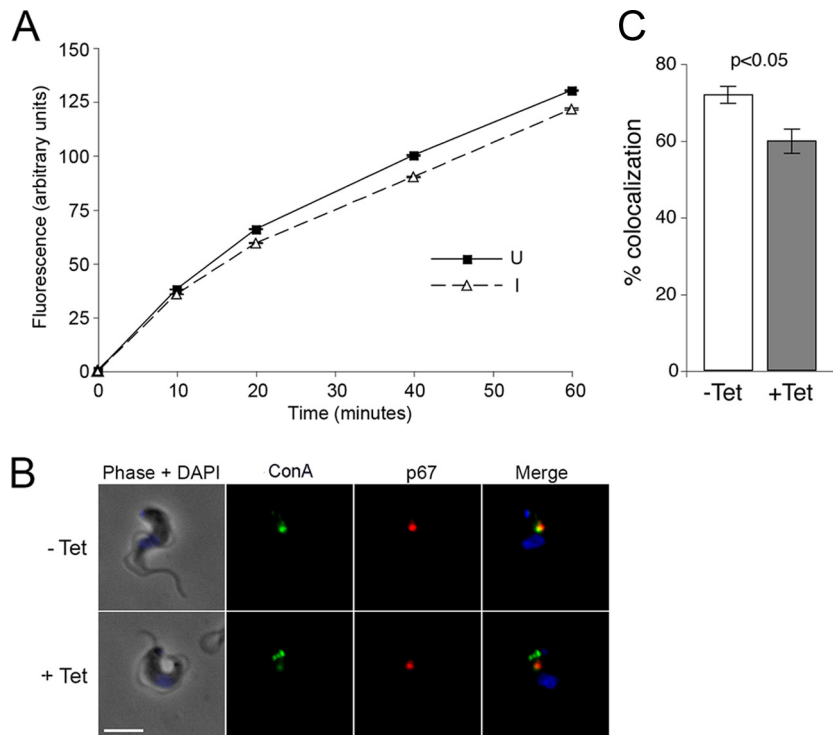 A
Fluorescence (arbitrary units)
150
125
100
75
50
25
0
0 10 20 30 40 50 60
Time (minutes)
U
I
C
p<0.05
% colocalization
80
60
40
20
0
-Tet +Tet
B
Phase + DAPI ConA p67 Merge
- Tet
+ Tet